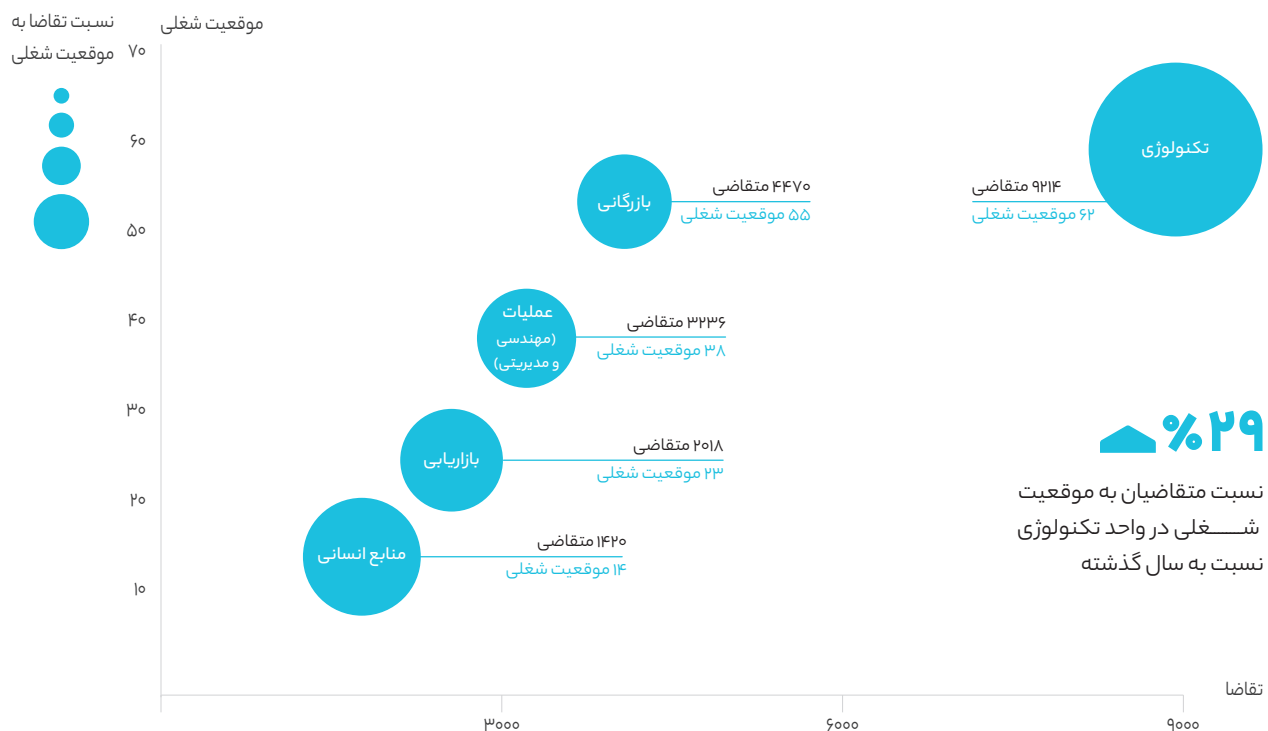 نسبت تقاضا به
موقعیت شغلی
موقعیت شغلی
۷۰
۶۰
۵۰
۴۰
۳۰
۲۰
۱۰
تکنولوژی
۹۲۱۴ متقاضی
۶۲ موقعیت شغلی
بازرگانی
۴۴۷۰ متقاضی
۵۵ موقعیت شغلی
عملیات
(مهندسی
و مدیریتی)
۳۲۳۶ متقاضی
۳۸ موقعیت شغلی
بازاریابی
۲۰۱۸ متقاضی
۲۳ موقعیت شغلی
منابع انسانی
۱۴۲۰ متقاضی
۱۴ موقعیت شغلی
%۲۹
نسبت متقاضیان به موقعیت
شـــــغلی در واحد تکنولوژی
نسبت به سال گذشته
تقاضا
۳۰۰۰
۶۰۰۰
۹۰۰۰